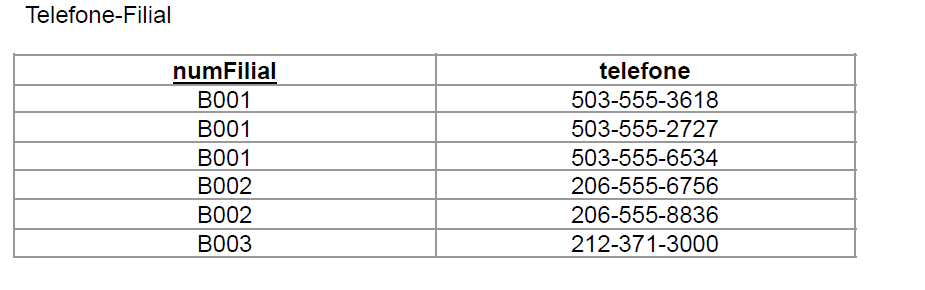 Telefone-Filial
numFilial telefone
B001 503-555-3618
B001 503-555-2727
B001 503-555-6534
B002 206-555-6756
B002 206-555-8836
B003 212-371-3000